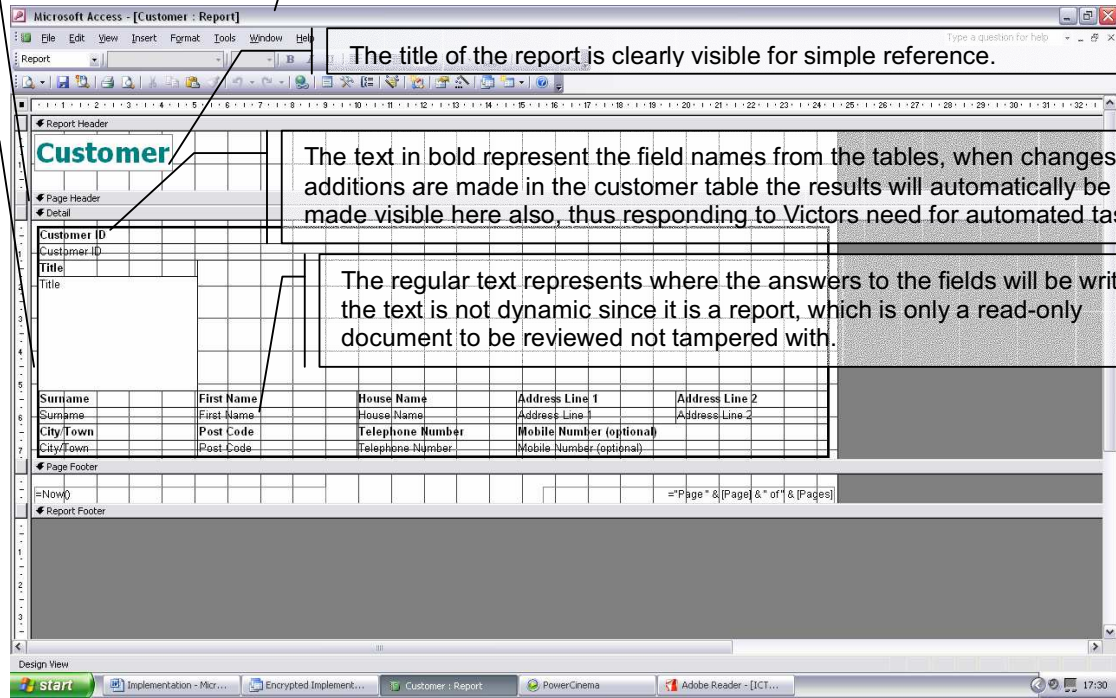 Microsoft Access - [Customer : Report]
File Edit View Insert Format Tools Window Help
Type a question for help
Report
B
The title of the report is clearly visible for simple reference.
Report Header
Customer
The text in bold represent the field names from the tables, when changes
additions are made in the customer table the results will automatically be
made visible here also, thus responding to Victors need for automated tas
Page Header
Detail
Customer ID
Customer ID
Title
Title
The regular text represents where the answers to the fields will be writ
the text is not dynamic since it is a report, which is only a read-only
document to be reviewed not tampered with.
Surname First Name House Name Address Line 1 Address Line 2
Surname First Name House Name Address Line 1 Address Line 2
City/Town Post Code Telephone Number Mobile Number (optional)
City/Town Post Code Telephone Number Mobile Number (optional)
Page Footer
=Now() ="Page " & [Page] & " of " & [Pages]
Report Footer
Design View
start Implementation - Micr... Encrypted Implement... Customer : Report PowerCinema Adobe Reader - [ICT... 17:30